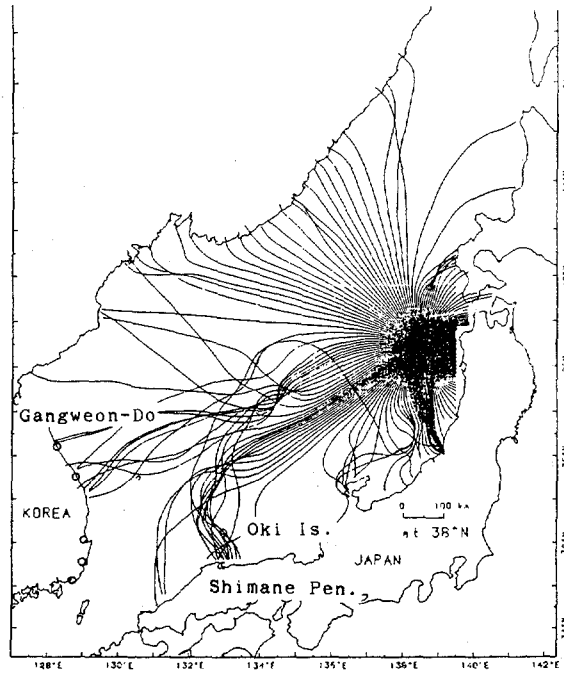 Gangweon-Do
KOREA
0 100 km
Oki Is.
at 38°N
JAPAN
Shimane Pen.
128°E 130°E 132°E 134°E 136°E 138°E 140°E 142°E